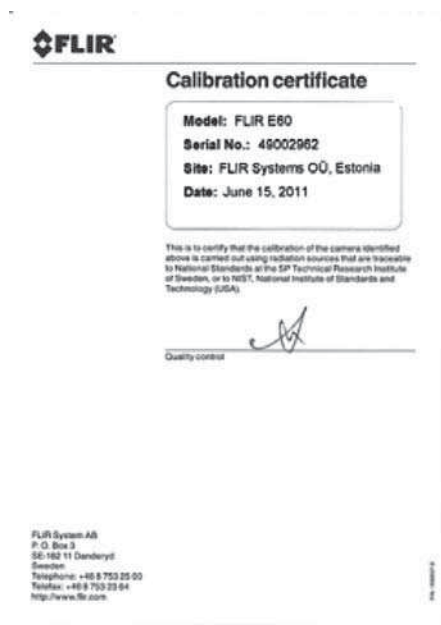 FLIR
Calibration certificate
Model: FLIR E60
Serial No.: 49002962
Site: FLIR Systems OÜ, Estonia
Date: June 15, 2011
This is to certify that the calibration of the camera identified
above is carried out using radiation sources that are traceable
to National Standards at the SP Technical Research Institute
of Sweden, or to NIST, National Institute of Standards and
Technology (USA).
Quality control
FLIR System AB
P. O. Box 3
SE-182 11 Danderyd
Sweden
Telephone: +46 8 753 25 00
Telefax: +46 8 753 23 64
http://www.flir.com